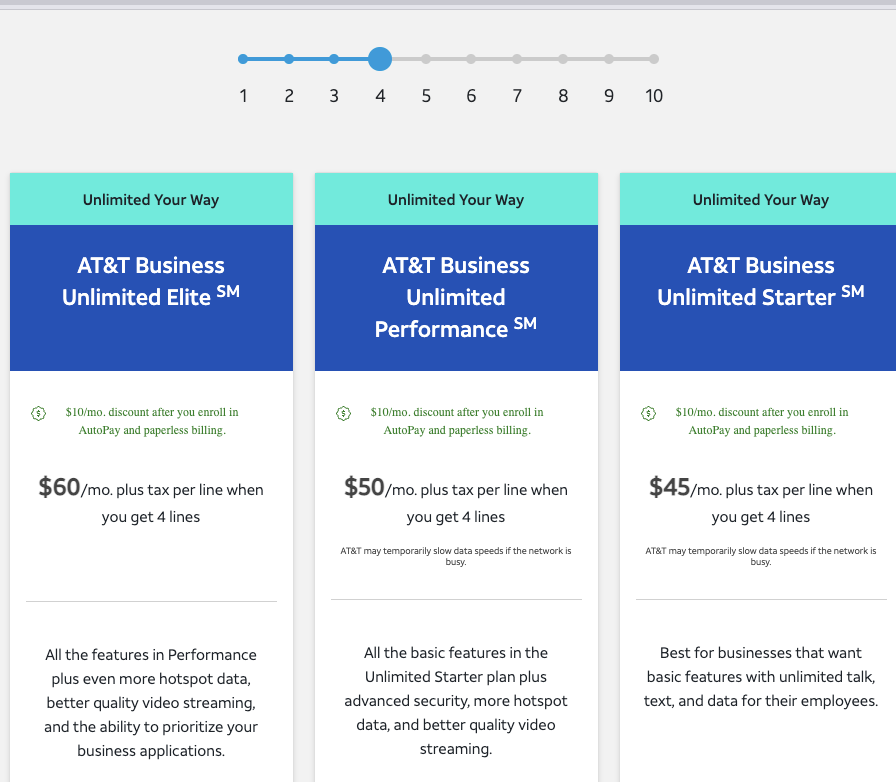 1 2 3 4 5 6 7 8 9 10
Unlimited Your Way
AT&T Business
Unlimited Elite SM
$10/mo. discount after you enroll in
AutoPay and paperless billing.
$60/mo. plus tax per line when
you get 4 lines
All the features in Performance
plus even more hotspot data,
better quality video streaming,
and the ability to prioritize your
business applications.
Unlimited Your Way
AT&T Business
Unlimited
Performance SM
$10/mo. discount after you enroll in
AutoPay and paperless billing.
$50/mo. plus tax per line when
you get 4 lines
AT&T may temporarily slow data speeds if the network is
busy.
All the basic features in the
Unlimited Starter plan plus
advanced security, more hotspot
data, and better quality video
streaming.
Unlimited Your Way
AT&T Business
Unlimited Starter SM
$10/mo. discount after you enroll in
AutoPay and paperless billing.
$45/mo. plus tax per line when
you get 4 lines
AT&T may temporarily slow data speeds if the network is
busy.
Best for businesses that want
basic features with unlimited talk,
text, and data for their employees.